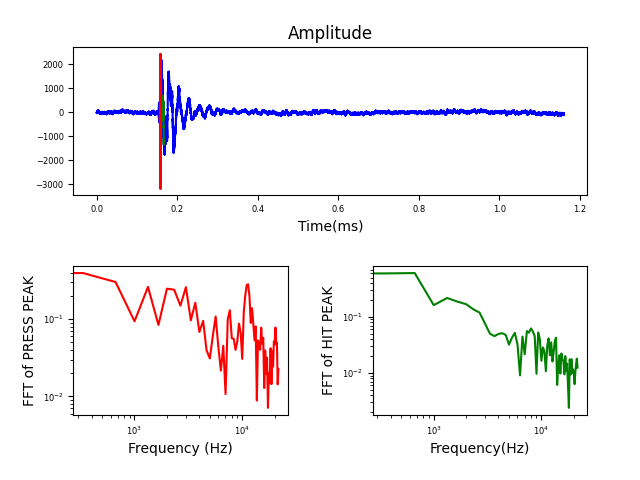 Amplitude
2000
1000
0
−1000
−2000
−3000
0.0 0.2 0.4 0.6 0.8 1.0 1.2
Time(ms)
FFT of PRESS PEAK
10⁻¹
10⁻²
10³ 10⁴
Frequency (Hz)
FFT of HIT PEAK
10⁻¹
10⁻²
10³ 10⁴
Frequency(Hz)